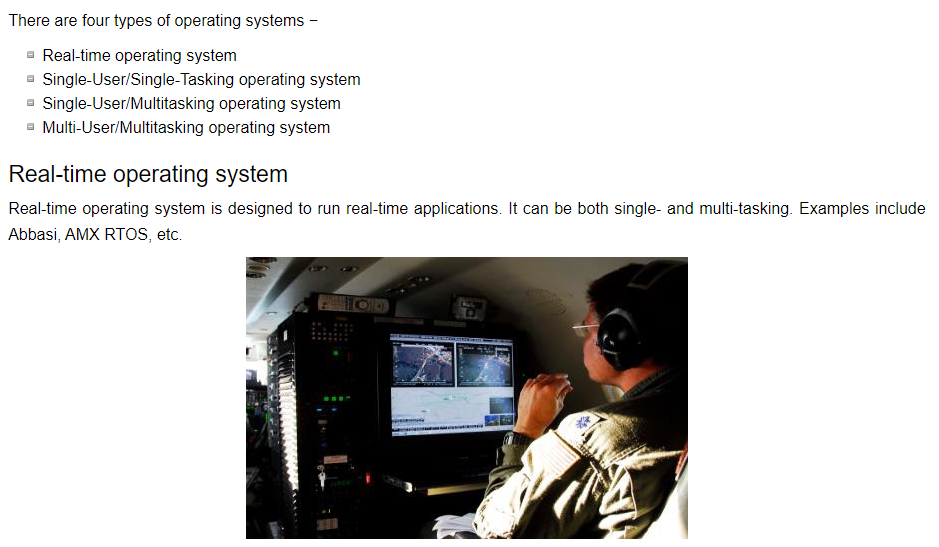 There are four types of operating systems −
Real-time operating system
Single-User/Single-Tasking operating system
Single-User/Multitasking operating system
Multi-User/Multitasking operating system
Real-time operating system
Real-time operating system is designed to run real-time applications. It can be both single- and multi-tasking. Examples include
Abbasi, AMX RTOS, etc.